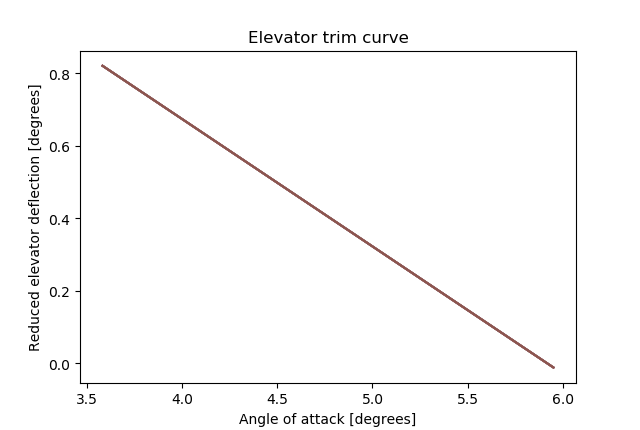 Elevator trim curve
Reduced elevator deflection [degrees]
0.8
0.6
0.4
0.2
0.0
3.5 4.0 4.5 5.0 5.5 6.0
Angle of attack [degrees]